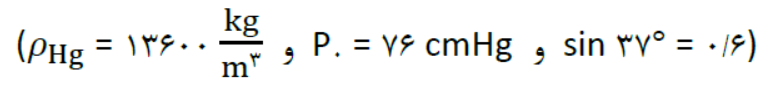 (ρHg = ۱۳۶۰۰ kg/m³ و P. = ۷۶ cmHg و sin ۳۷° = ۰/۶)